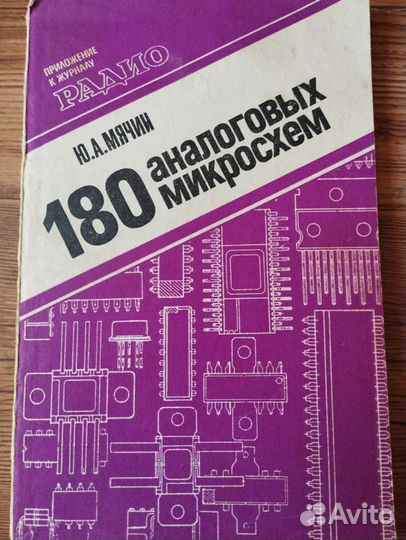 ПРИЛОЖЕНИЕ
К ЖУРНАЛУ
РАДИО
Ю.А.МЯЧИН
180 аналоговых
микросхем
Avito